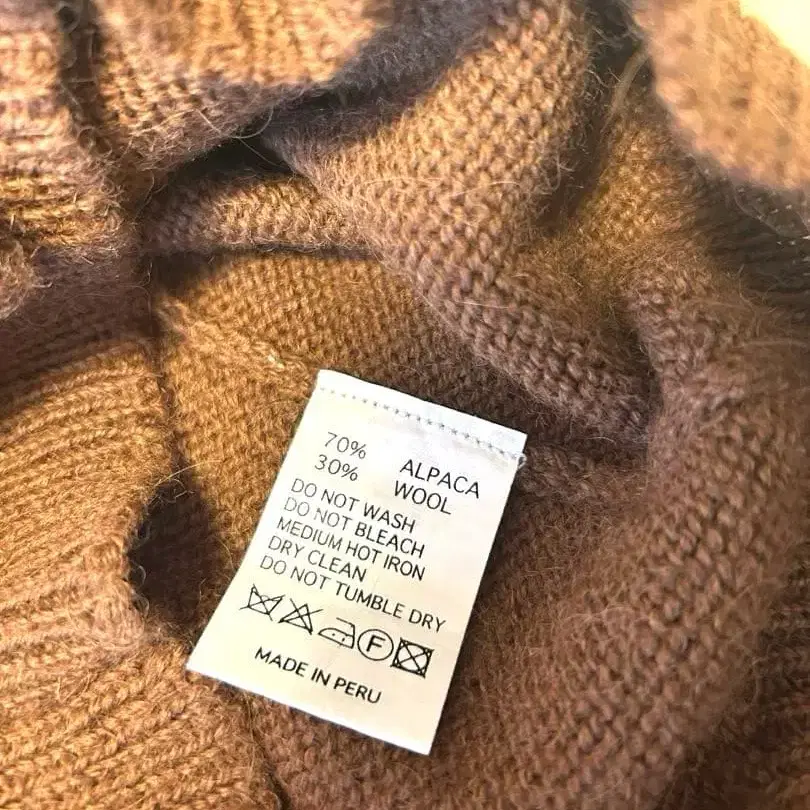 70% ALPACA
30% WOOL
DO NOT WASH
DO NOT BLEACH
MEDIUM HOT IRON
DRY CLEAN
DO NOT TUMBLE DRY
F
MADE IN PERU